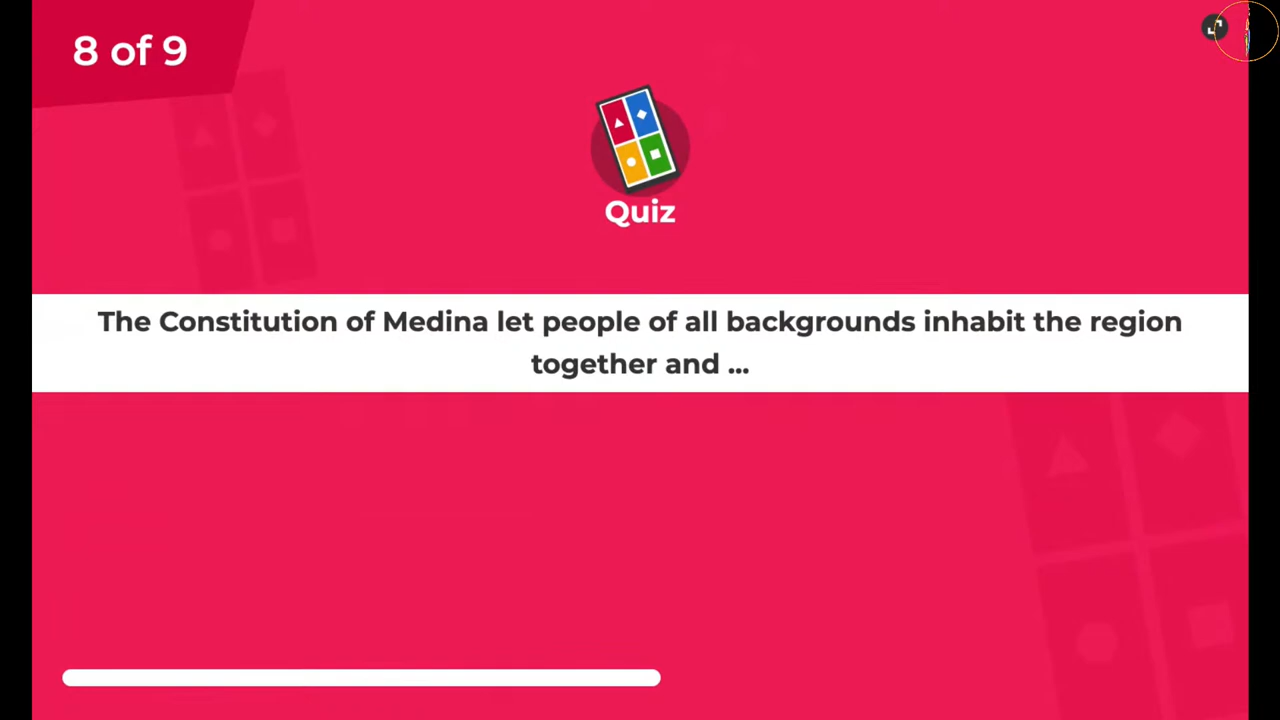 8 of 9
Quiz
The Constitution of Medina let people of all backgrounds inhabit the region
together and ...